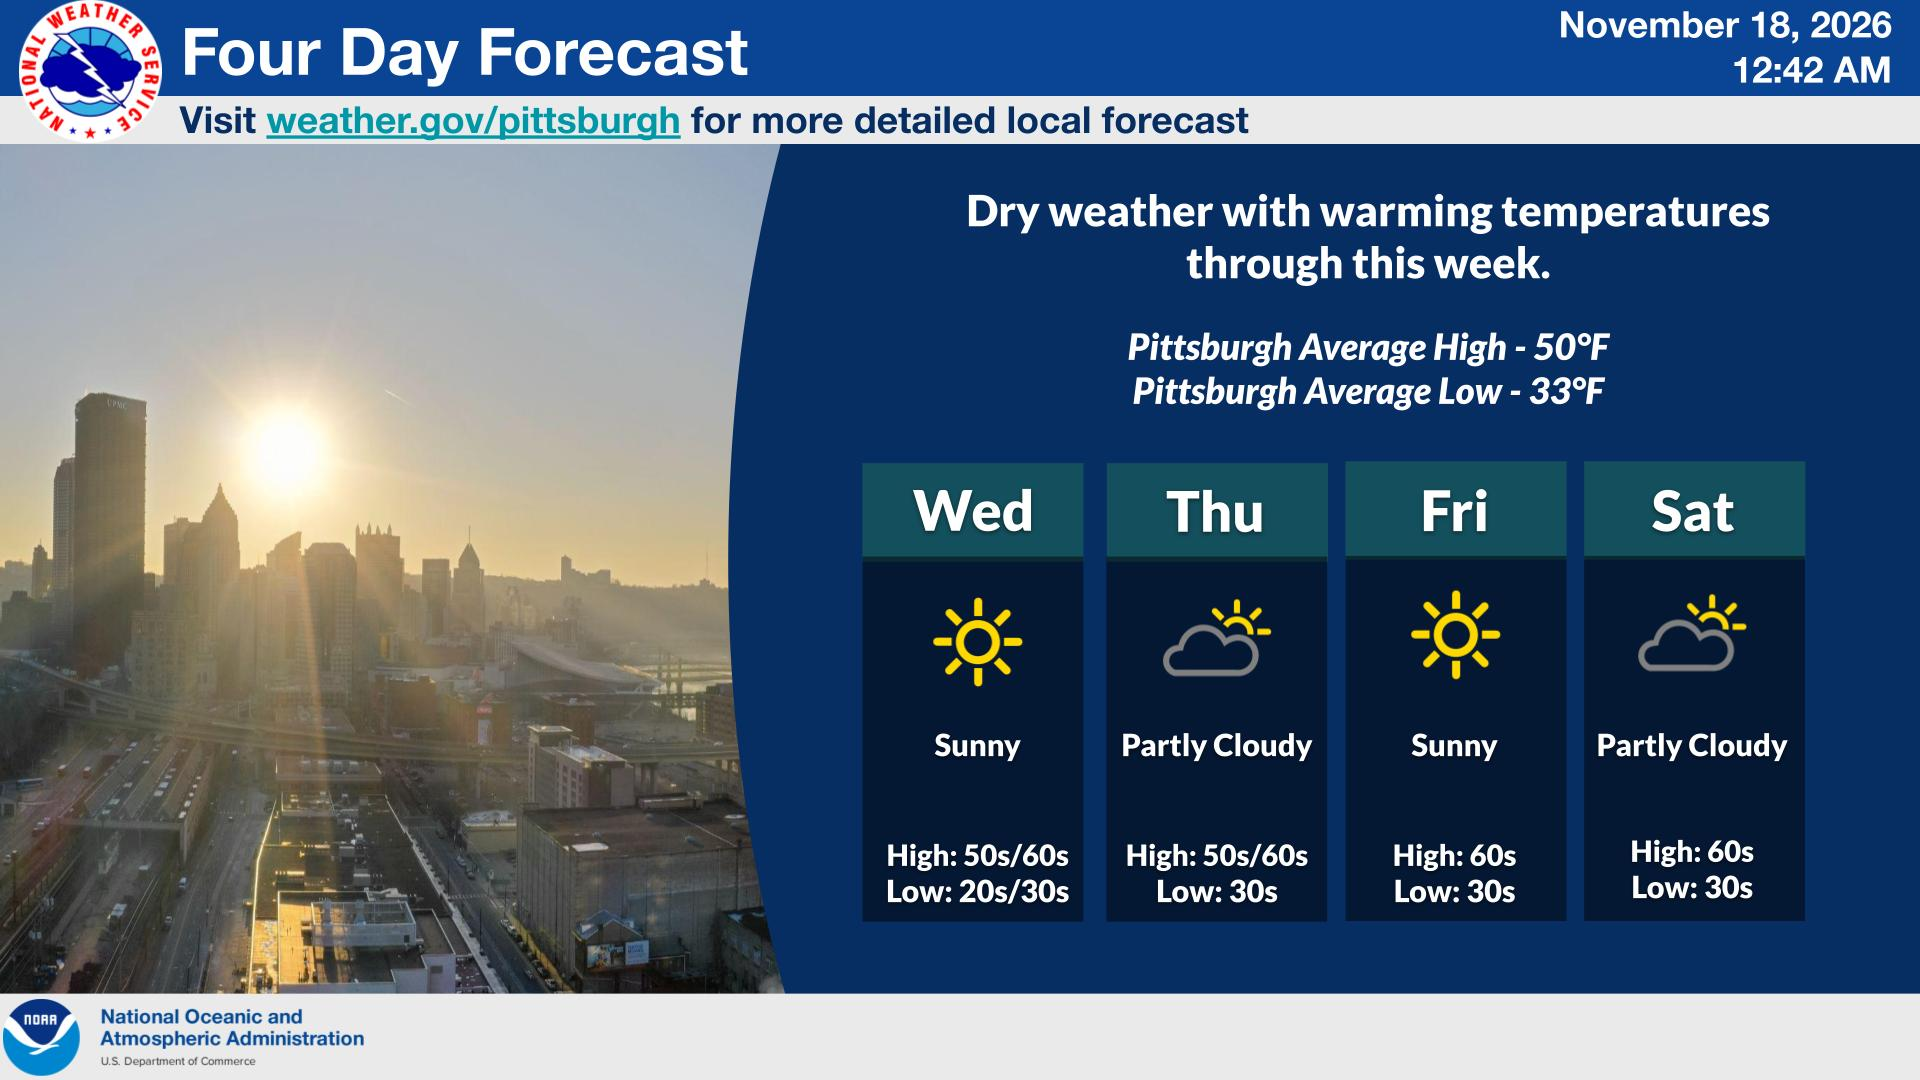 NATIONAL WEATHER SERVICE
Four Day Forecast
November 18, 2026
12:42 AM
Visit weather.gov/pittsburgh for more detailed local forecast
Dry weather with warming temperatures
through this week.
Pittsburgh Average High - 50°F
Pittsburgh Average Low - 33°F
UPMC
Wed
Sunny
High: 50s/60s
Low: 20s/30s
Thu
Partly Cloudy
High: 50s/60s
Low: 30s
Fri
Sunny
High: 60s
Low: 30s
Sat
Partly Cloudy
High: 60s
Low: 30s
NOAA
National Oceanic and
Atmospheric Administration
U.S. Department of Commerce